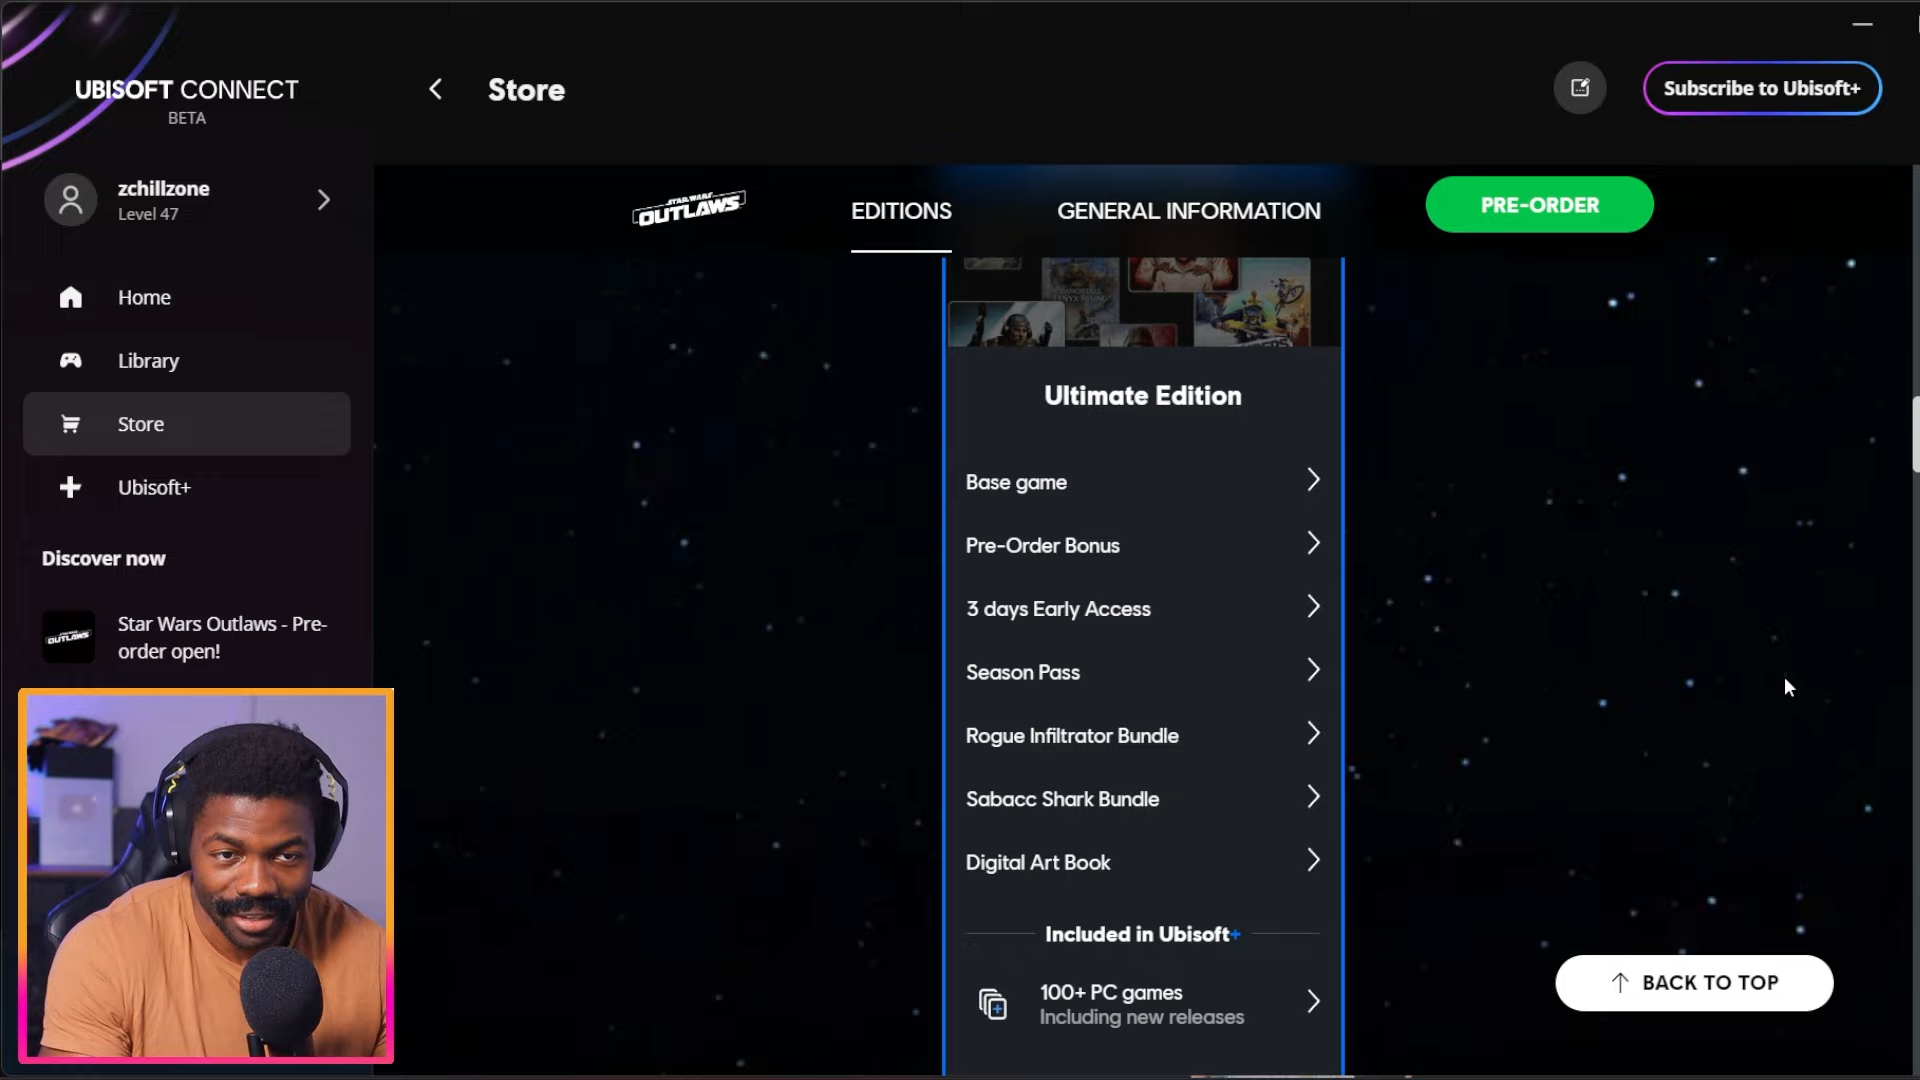 UBISOFT CONNECT
BETA
Store
Subscribe to Ubisoft+
zchillzone
Level 47
STAR WARS
OUTLAWS
EDITIONS
GENERAL INFORMATION
PRE-ORDER
Home
Library
Store
Ubisoft+
Discover now
OUTLAWS
Star Wars Outlaws - Pre-
order open!
Ultimate Edition
Base game
Pre-Order Bonus
3 days Early Access
Season Pass
Rogue Infiltrator Bundle
Sabacc Shark Bundle
Digital Art Book
Included in Ubisoft+
100+ PC games
Including new releases
BACK TO TOP